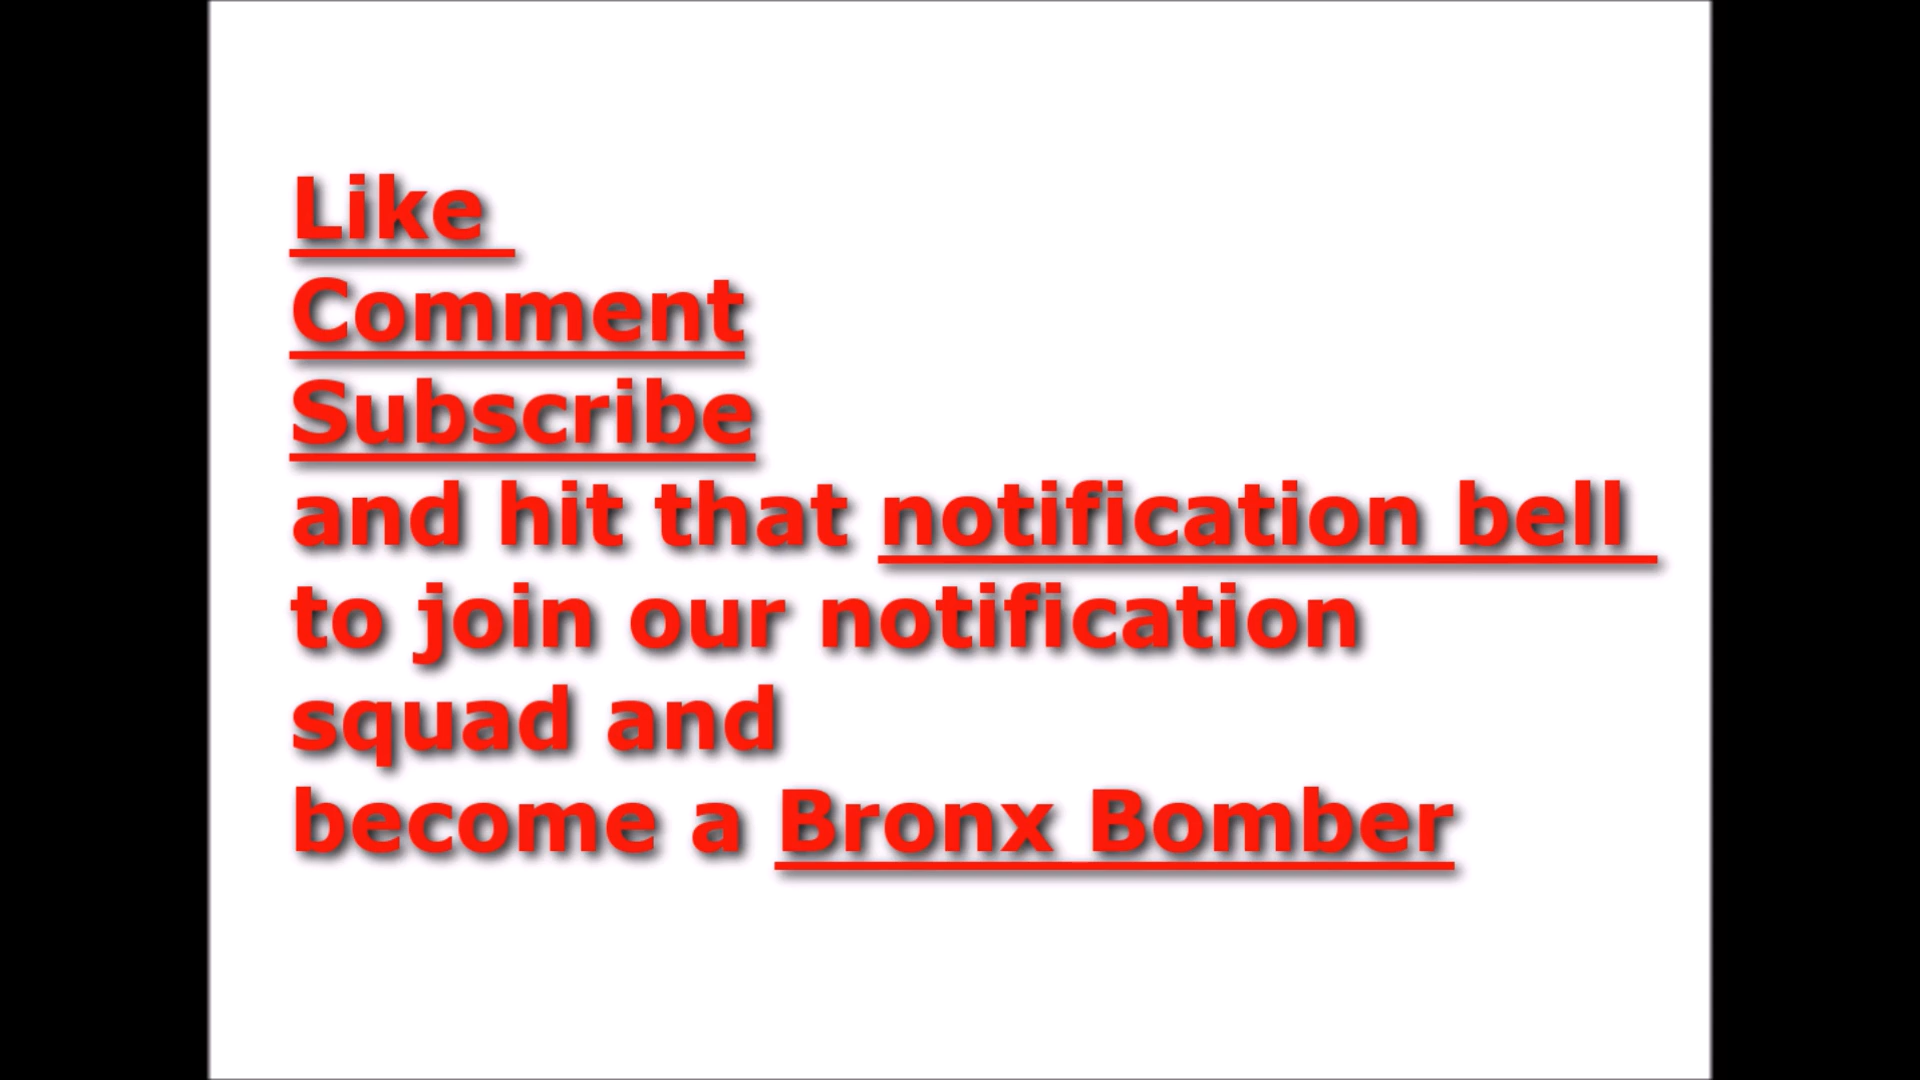 Like
Comment
Subscribe
and hit that notification bell
to join our notification
squad and
become a Bronx Bomber